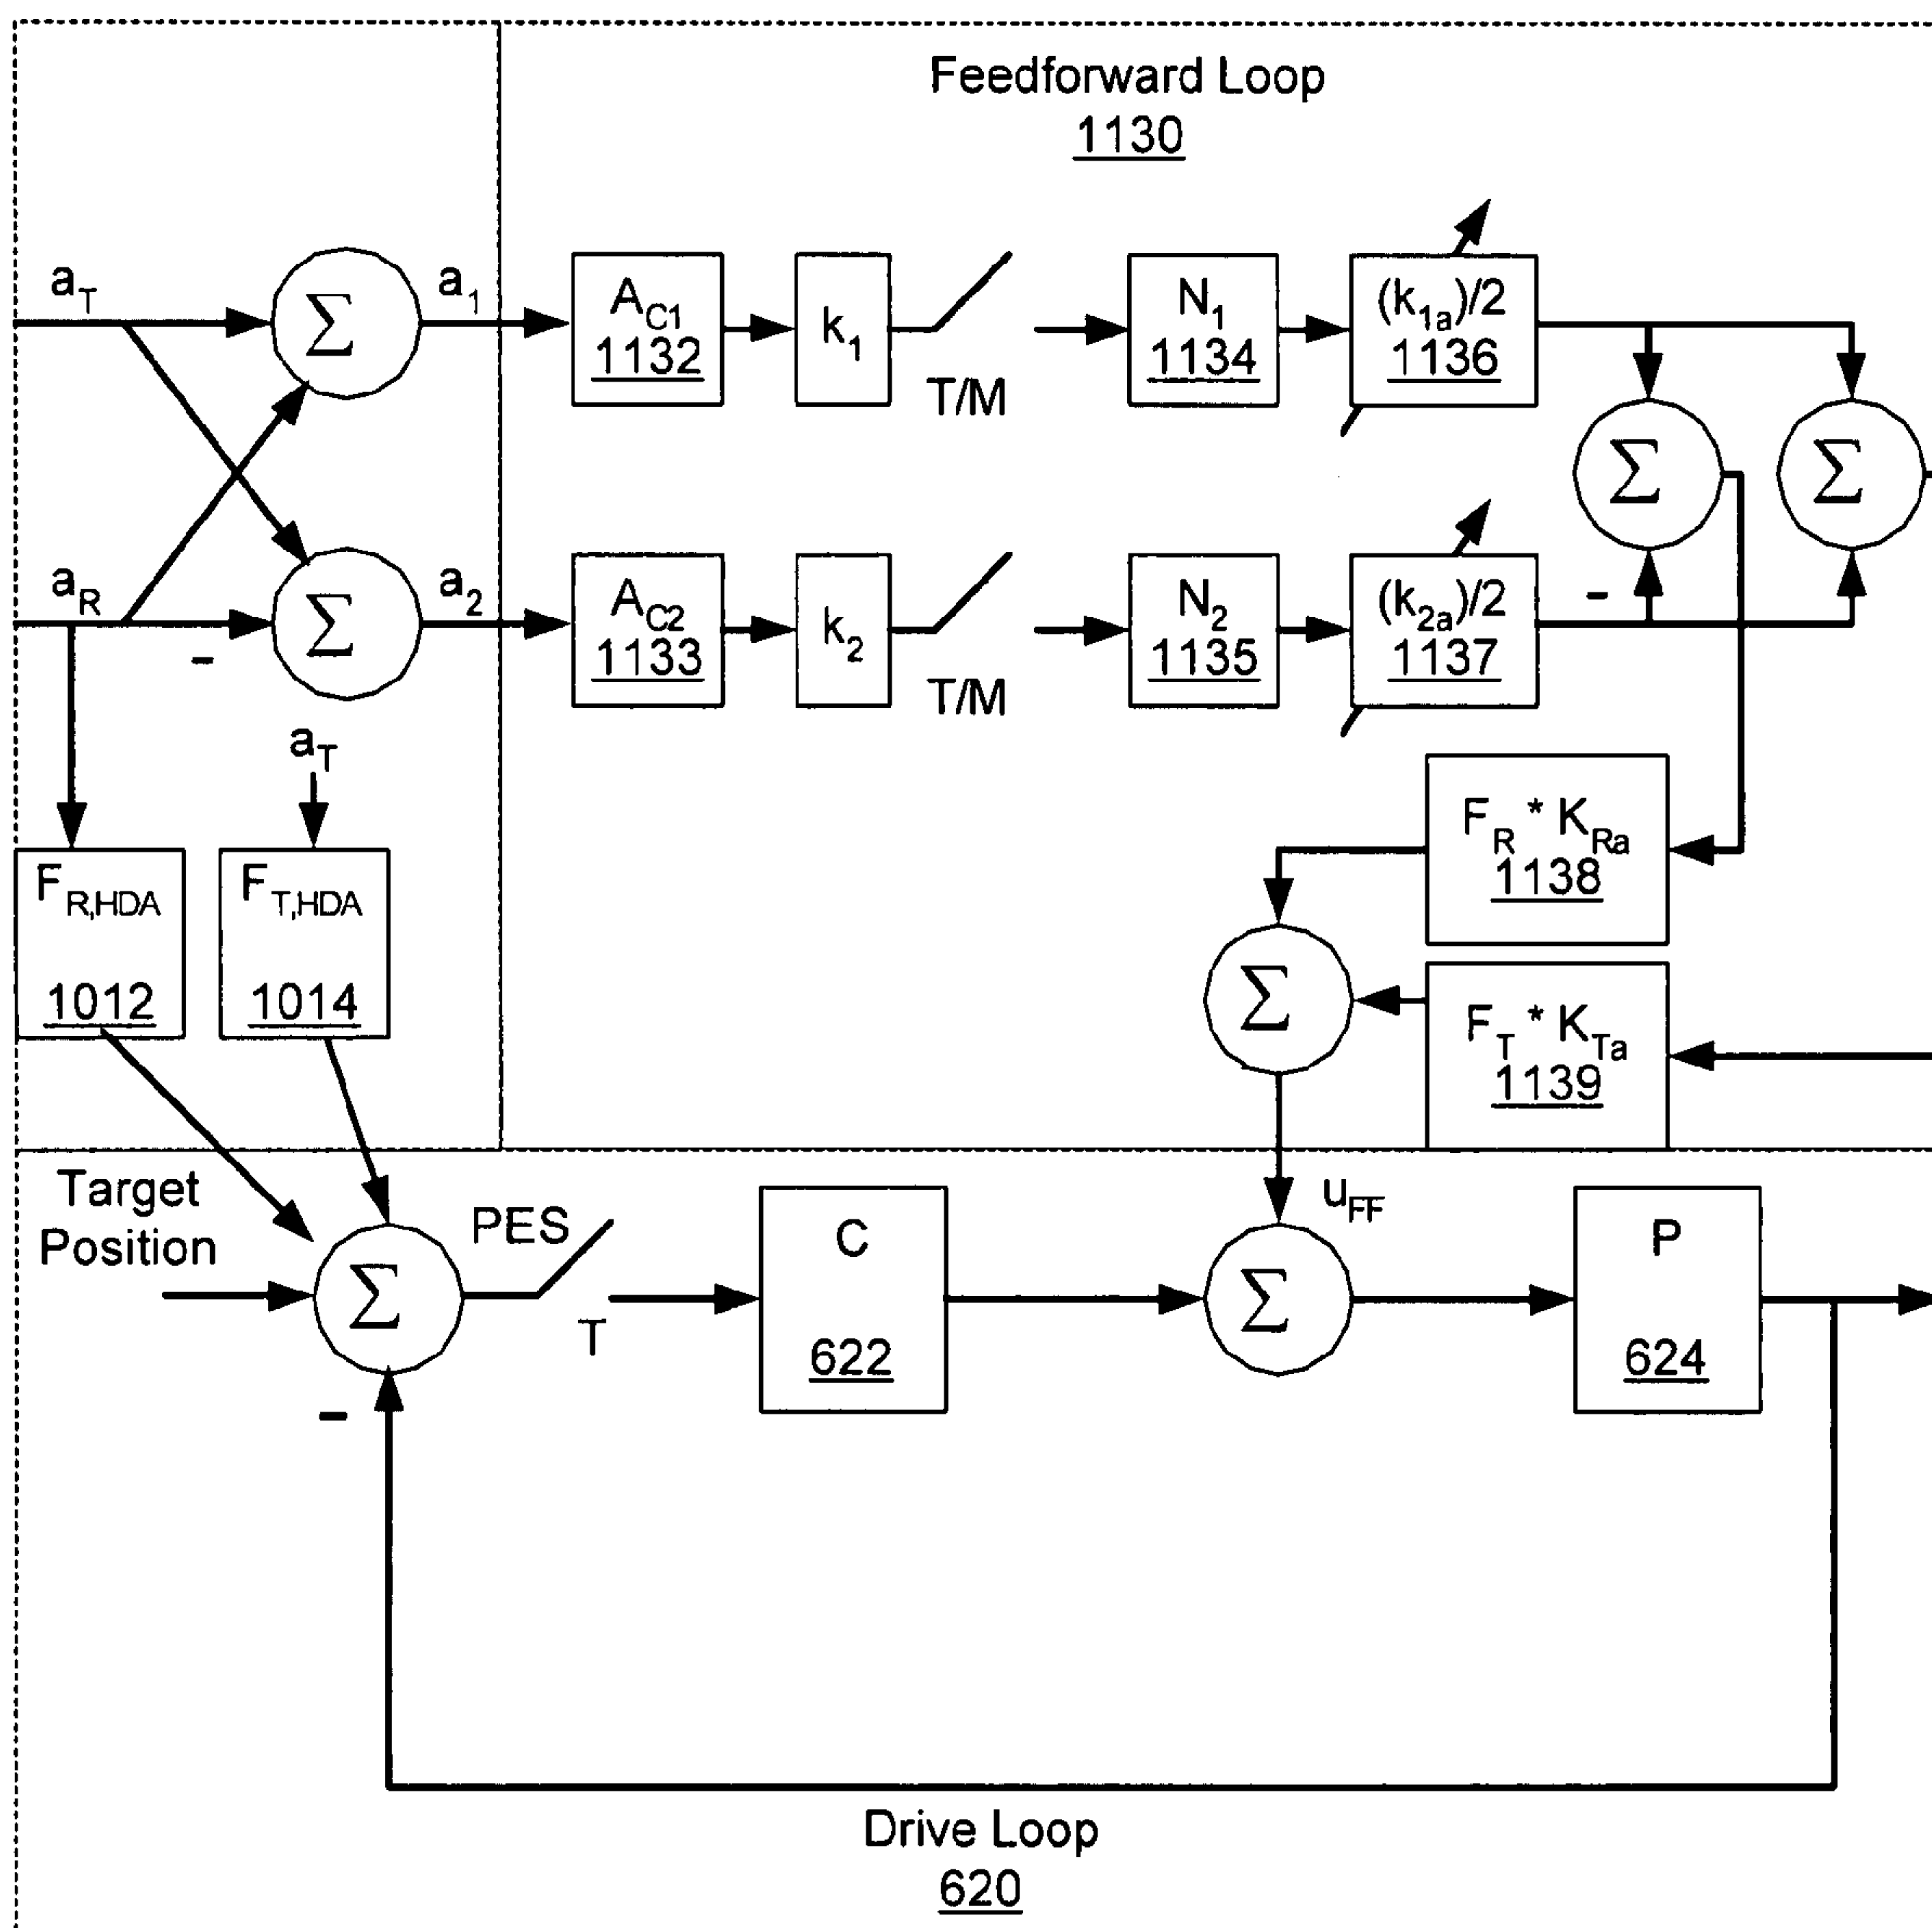 Feedforward Loop
1130
a_T
Σ
a_1
A_C1
1132
k_1
T/M
N_1
1134
(k_1a)/2
1136
Σ
Σ
a_R
-
Σ
a_2
A_C2
1133
k_2
T/M
N_2
1135
(k_2a)/2
1137
-
a_T
F_R,HDA
1012
F_T,HDA
1014
F_R * K_Ra
1138
Σ
F_T * K_Ta
1139
Target
Position
Σ
-
PES
T
C
622
Σ
u_FF
P
624
Drive Loop
620